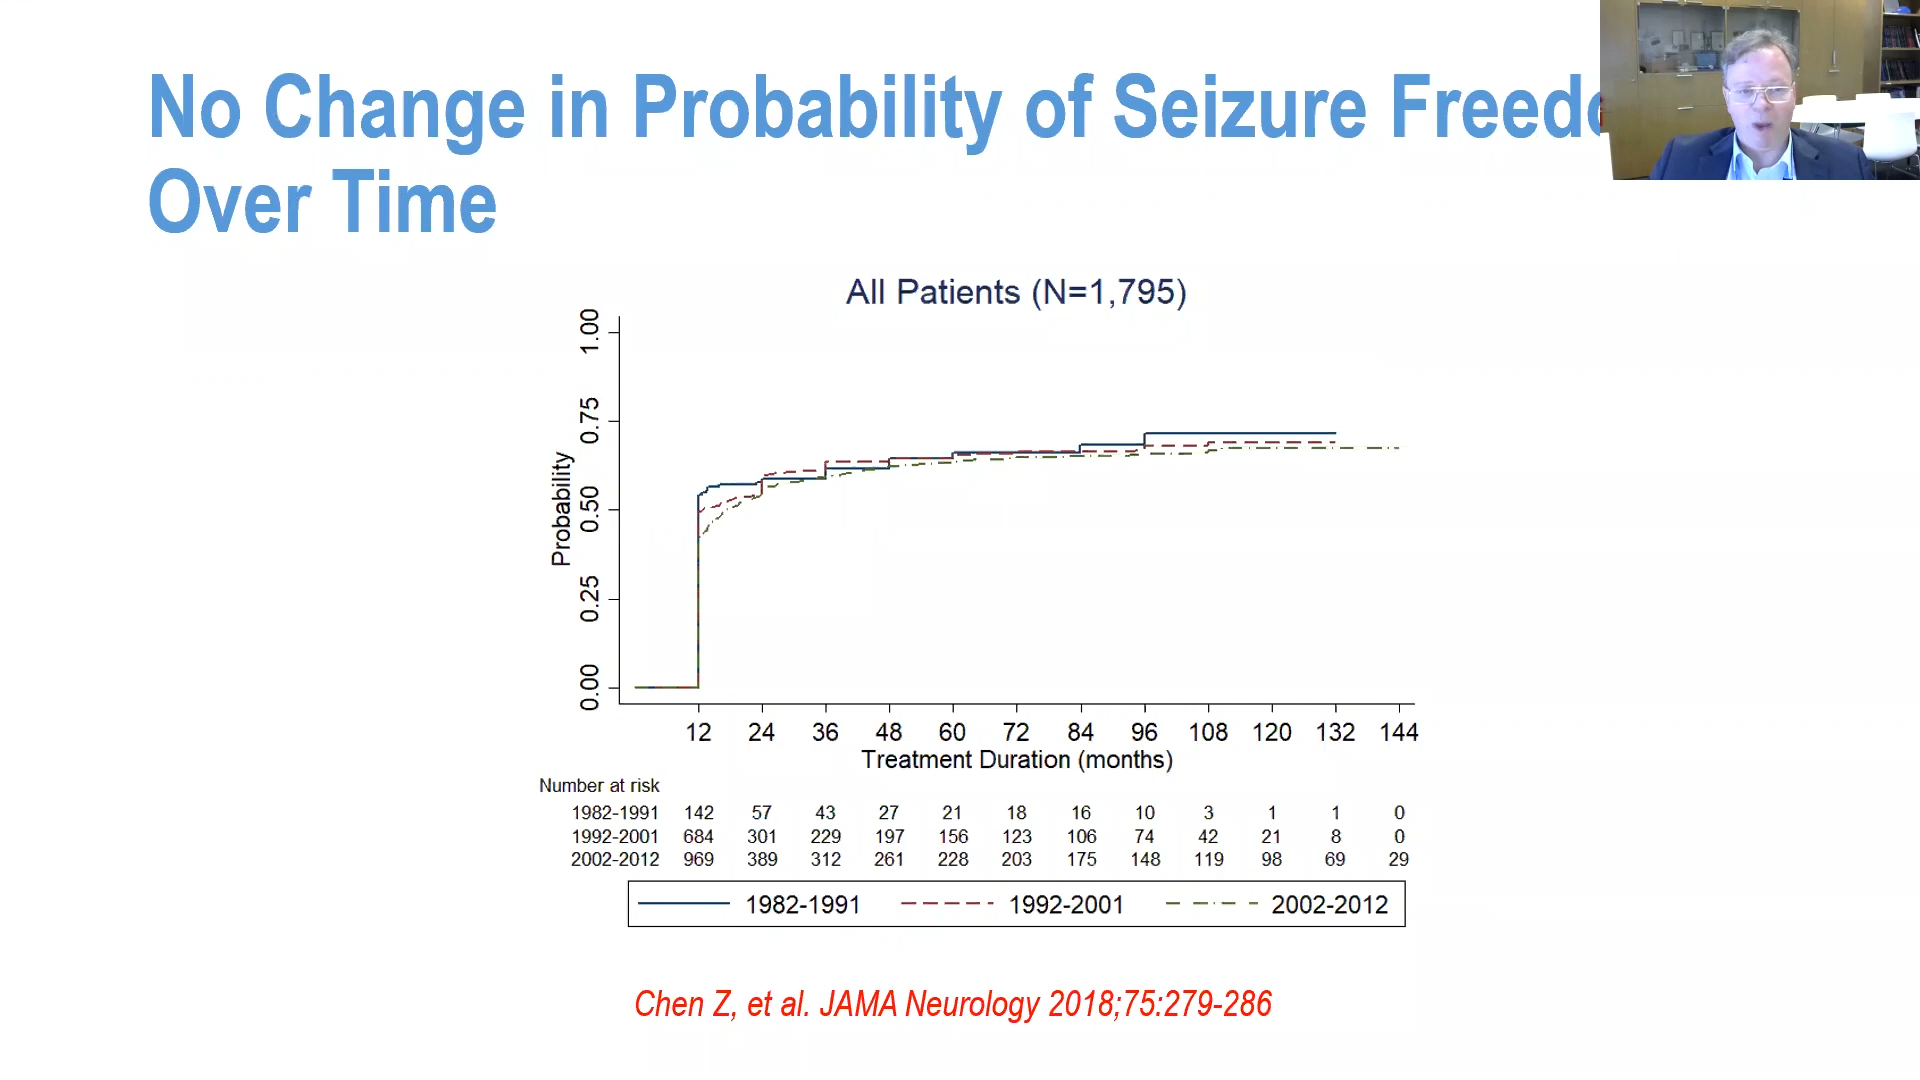 No Change in Probability of Seizure
Over Time
All Patients (N=1,795)
1.00
0.75
0.50
0.25
0.00
Probability
12 24 36 48 60 72 84 96 108 120 132 144
Treatment Duration (months)
Number at risk
1982-1991 142 57 43 27 21 18 16 10 3 1 1 0
1992-2001 684 301 229 197 156 123 106 74 42 21 8 0
2002-2012 969 389 312 261 228 203 175 148 119 98 69 29
1982-1991 1992-2001 2002-2012
Chen Z, et al. JAMA Neurology 2018;75:279-286